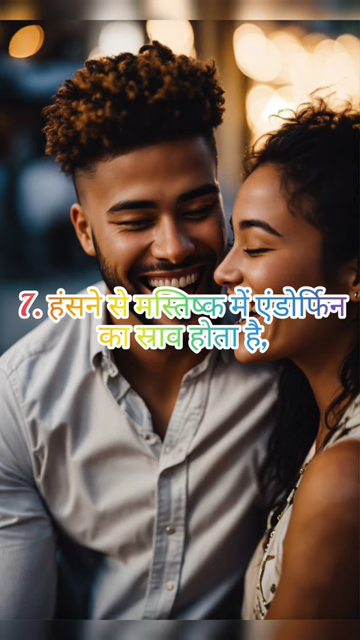 7. हंसने से मस्तिष्क में एंडोर्फिन
का स्राव होता है,